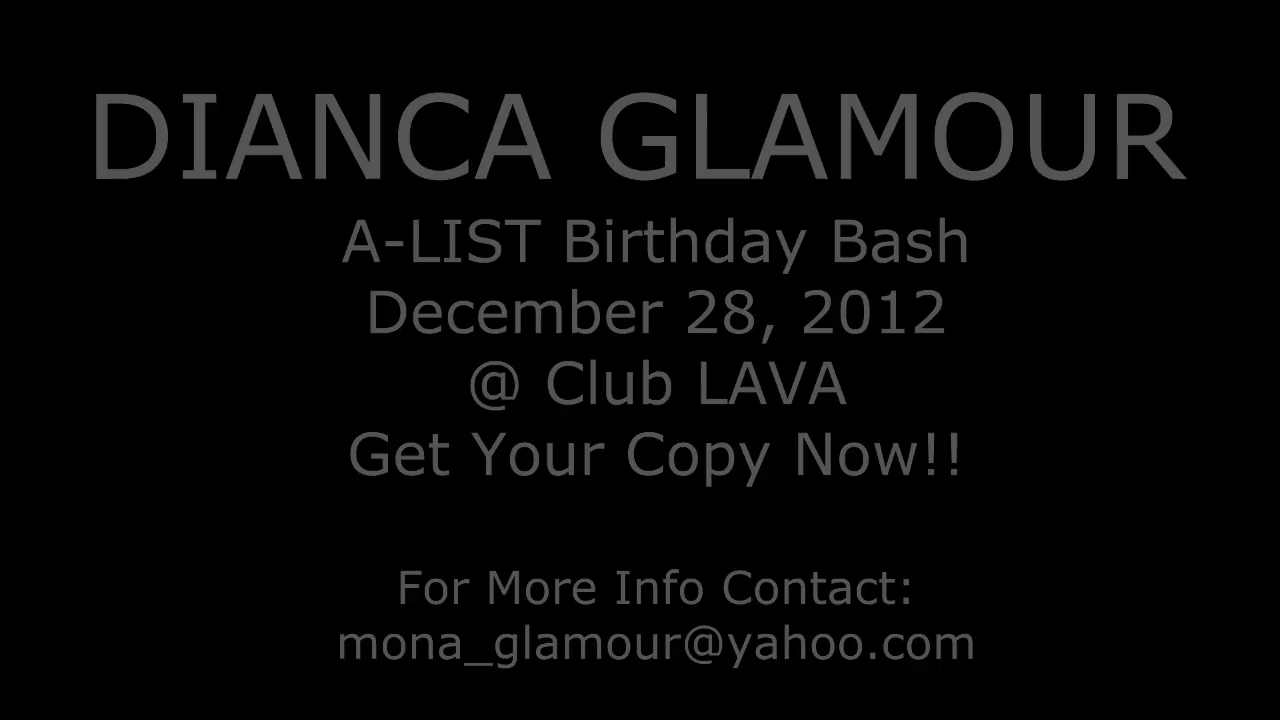 DIANCA GLAMOUR
A-LIST Birthday Bash
December 28, 2012
@ Club LAVA
Get Your Copy Now!!
For More Info Contact:
mona_glamour@yahoo.com